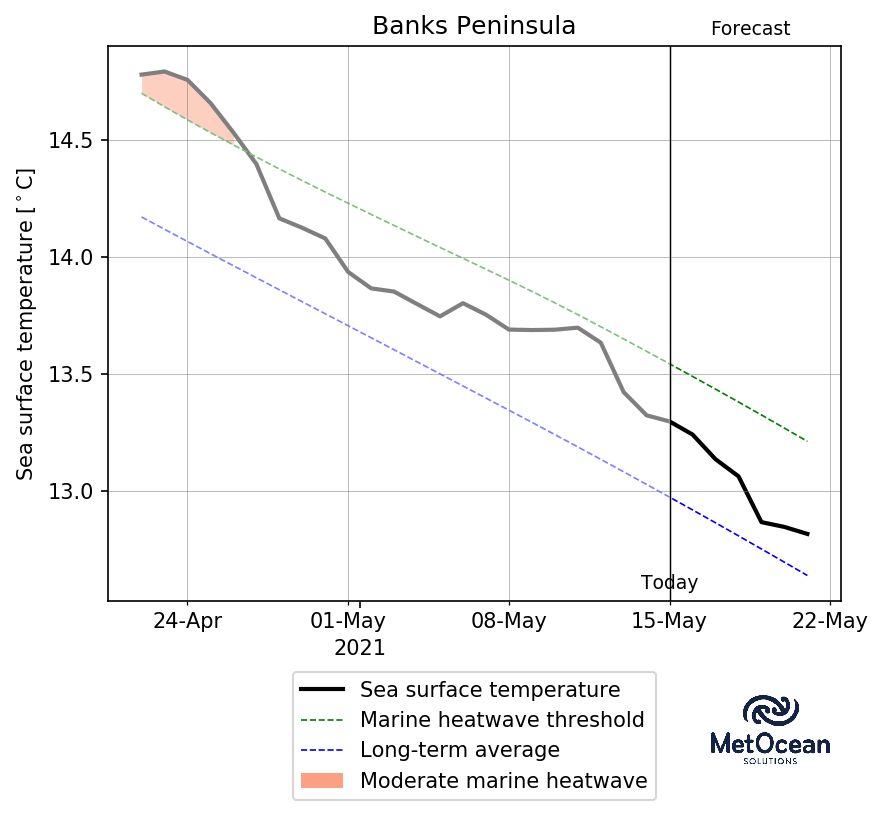 Banks Peninsula
Forecast
Sea surface temperature [°C]
14.5
14.0
13.5
13.0
Today
24-Apr 01-May 08-May 15-May 22-May
2021
Sea surface temperature
Marine heatwave threshold
Long-term average
Moderate marine heatwave
MetOcean
SOLUTIONS